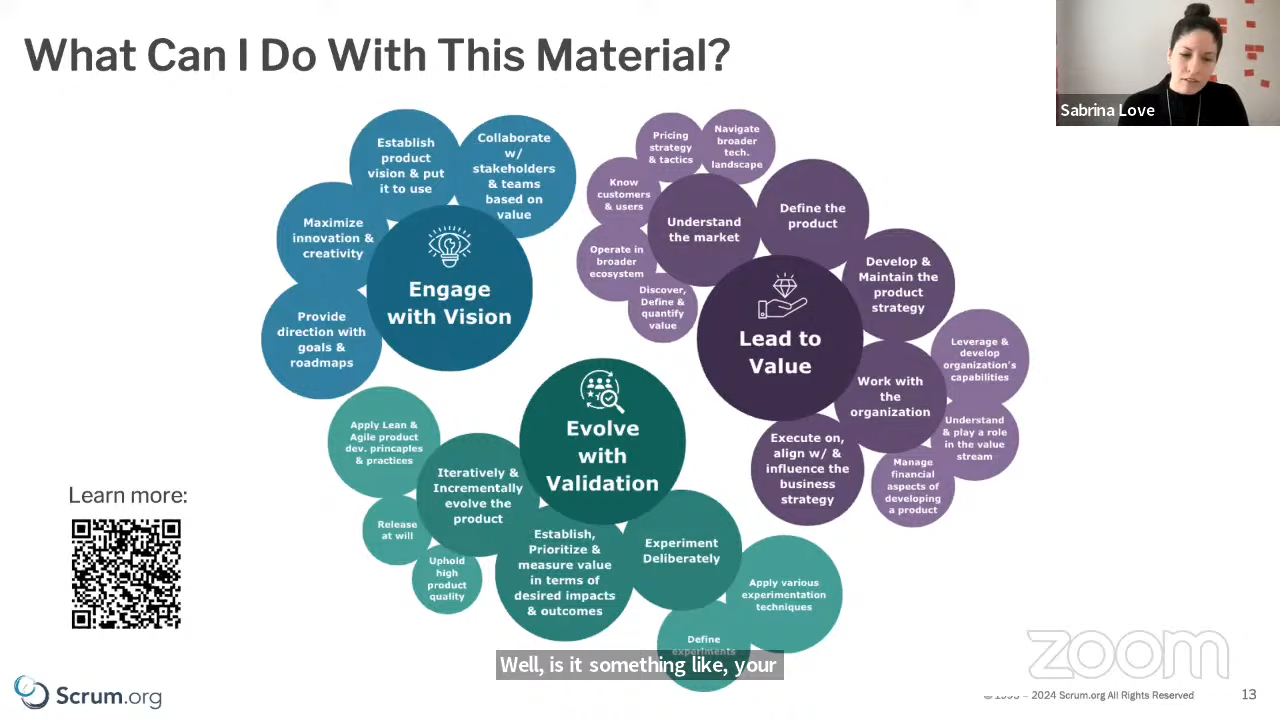 What Can I Do With This Material?
Sabrina Love
Establish
product
vision & put
it to use
Collaborate
w/
stakeholders
& teams
based on
value
Maximize
innovation &
creativity
Provide
direction with
goals &
roadmaps
Engage
with Vision
Pricing
strategy
& tactics
Navigate
broader
tech.
landscape
Know
customers
& users
Operate in
broader
ecosystem
Discover,
Define &
quantify
value
Understand
the market
Define the
product
Develop &
Maintain the
product
strategy
Lead to
Value
Work with
the
organization
Leverage &
develop
organization's
capabilities
Understand
& play a role
in the value
stream
Manage
financial
aspects of
developing
a product
Execute on,
align w/ &
influence the
business
strategy
Evolve
with
Validation
Apply Lean &
Agile product
dev. princaples
& practices
Iteratively &
Incrementally
evolve the
product
Release
at will
Uphold
high
product
quality
Establish,
Prioritize &
measure value
in terms of
desired impacts
& outcomes
Experiment
Deliberately
Apply various
experimentation
techniques
Define
experiments
Learn more:
Well, is it something like, your
zoom
Scrum.org
© 1993 – 2024 Scrum.org All Rights Reserved
13